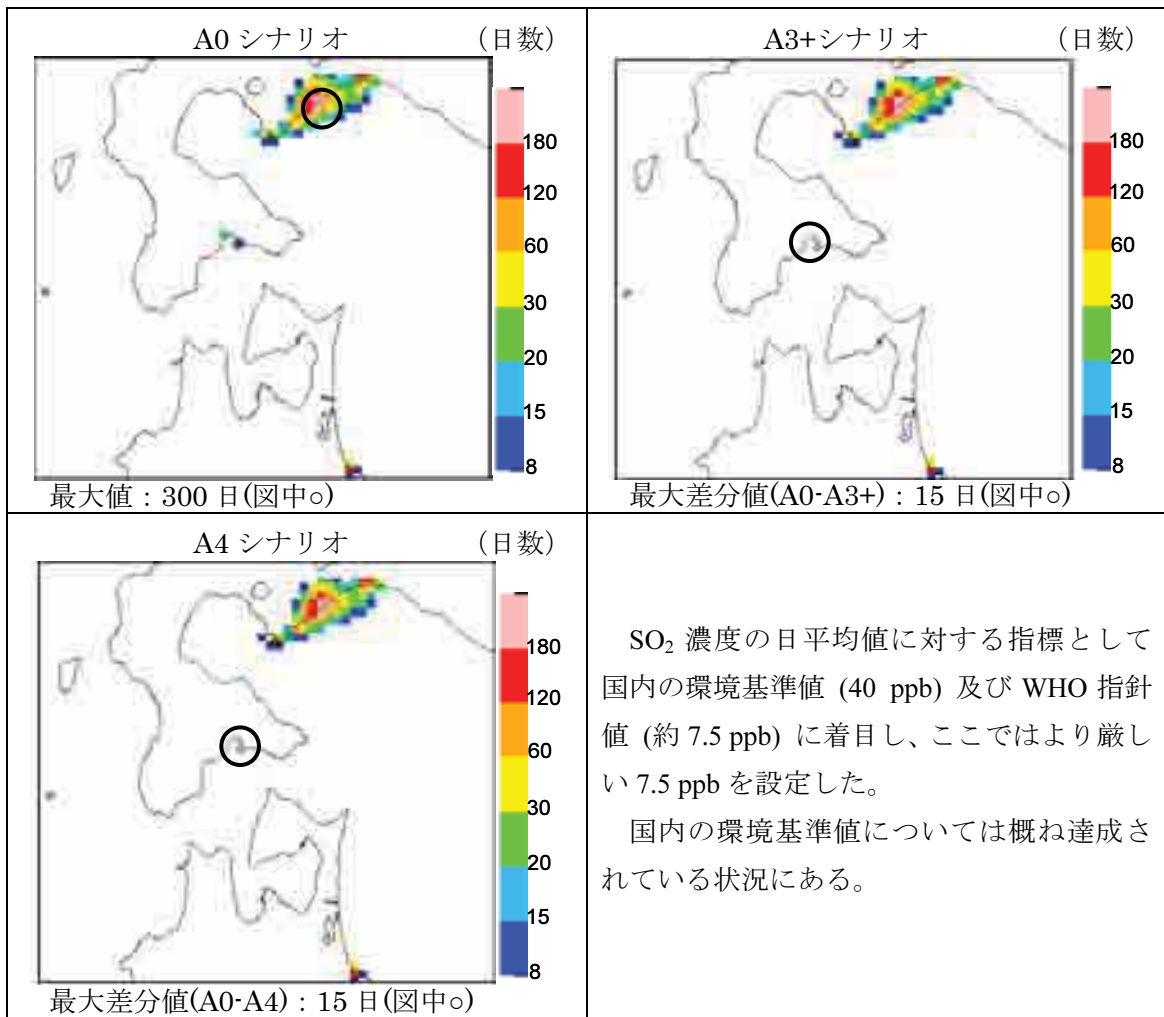 A0 シナリオ (日数)
180
120
60
30
20
15
8
最大値：300 日(図中○)
A3+シナリオ (日数)
180
120
60
30
20
15
8
最大差分値(A0-A3+)：15 日(図中○)
A4 シナリオ (日数)
180
120
60
30
20
15
8
最大差分値(A0-A4)：15 日(図中○)
SO₂ 濃度の日平均値に対する指標として
国内の環境基準値 (40 ppb) 及び WHO 指針
値 (約 7.5 ppb) に着目し、ここではより厳し
い 7.5 ppb を設定した。
国内の環境基準値については概ね達成さ
れている状況にある。